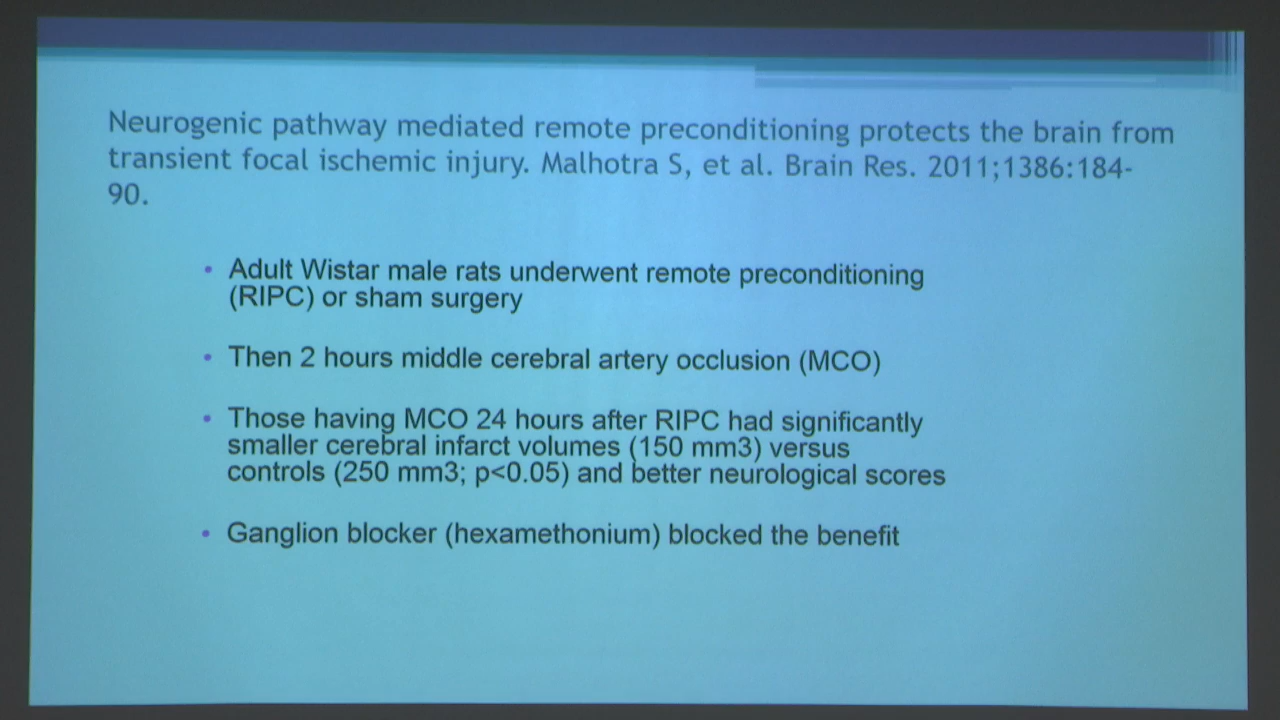 Neurogenic pathway mediated remote preconditioning protects the brain from
transient focal ischemic injury. Malhotra S, et al. Brain Res. 2011;1386:184-
90.
• Adult Wistar male rats underwent remote preconditioning
(RIPC) or sham surgery
• Then 2 hours middle cerebral artery occlusion (MCO)
• Those having MCO 24 hours after RIPC had significantly
smaller cerebral infarct volumes (150 mm3) versus
controls (250 mm3; p<0.05) and better neurological scores
• Ganglion blocker (hexamethonium) blocked the benefit